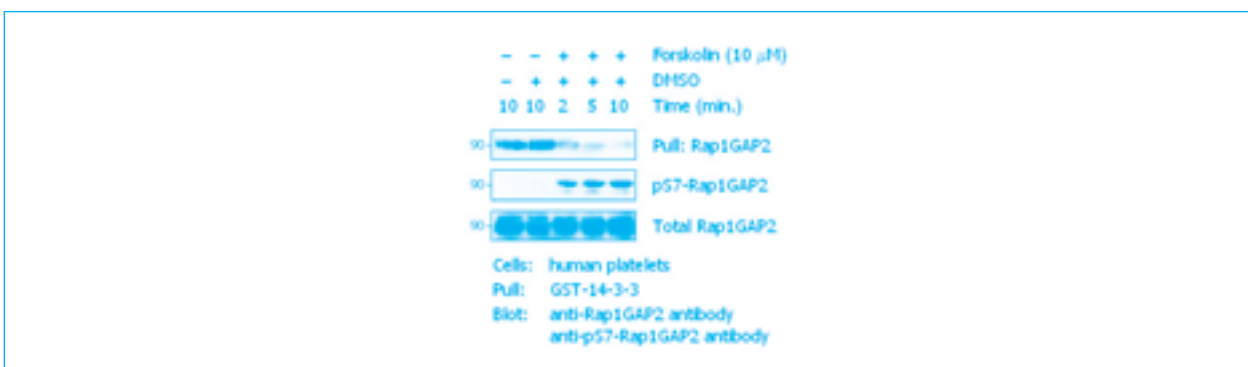 – – + + + Forskolin (10 µM)
– + + + + DMSO
10 10 2 5 10 Time (min.)
90- Pull: Rap1GAP2
90- pS7-Rap1GAP2
90- Total Rap1GAP2
Cells: human platelets
Pull: GST-14-3-3
Blot: anti-Rap1GAP2 antibody
anti-pS7-Rap1GAP2 antibody